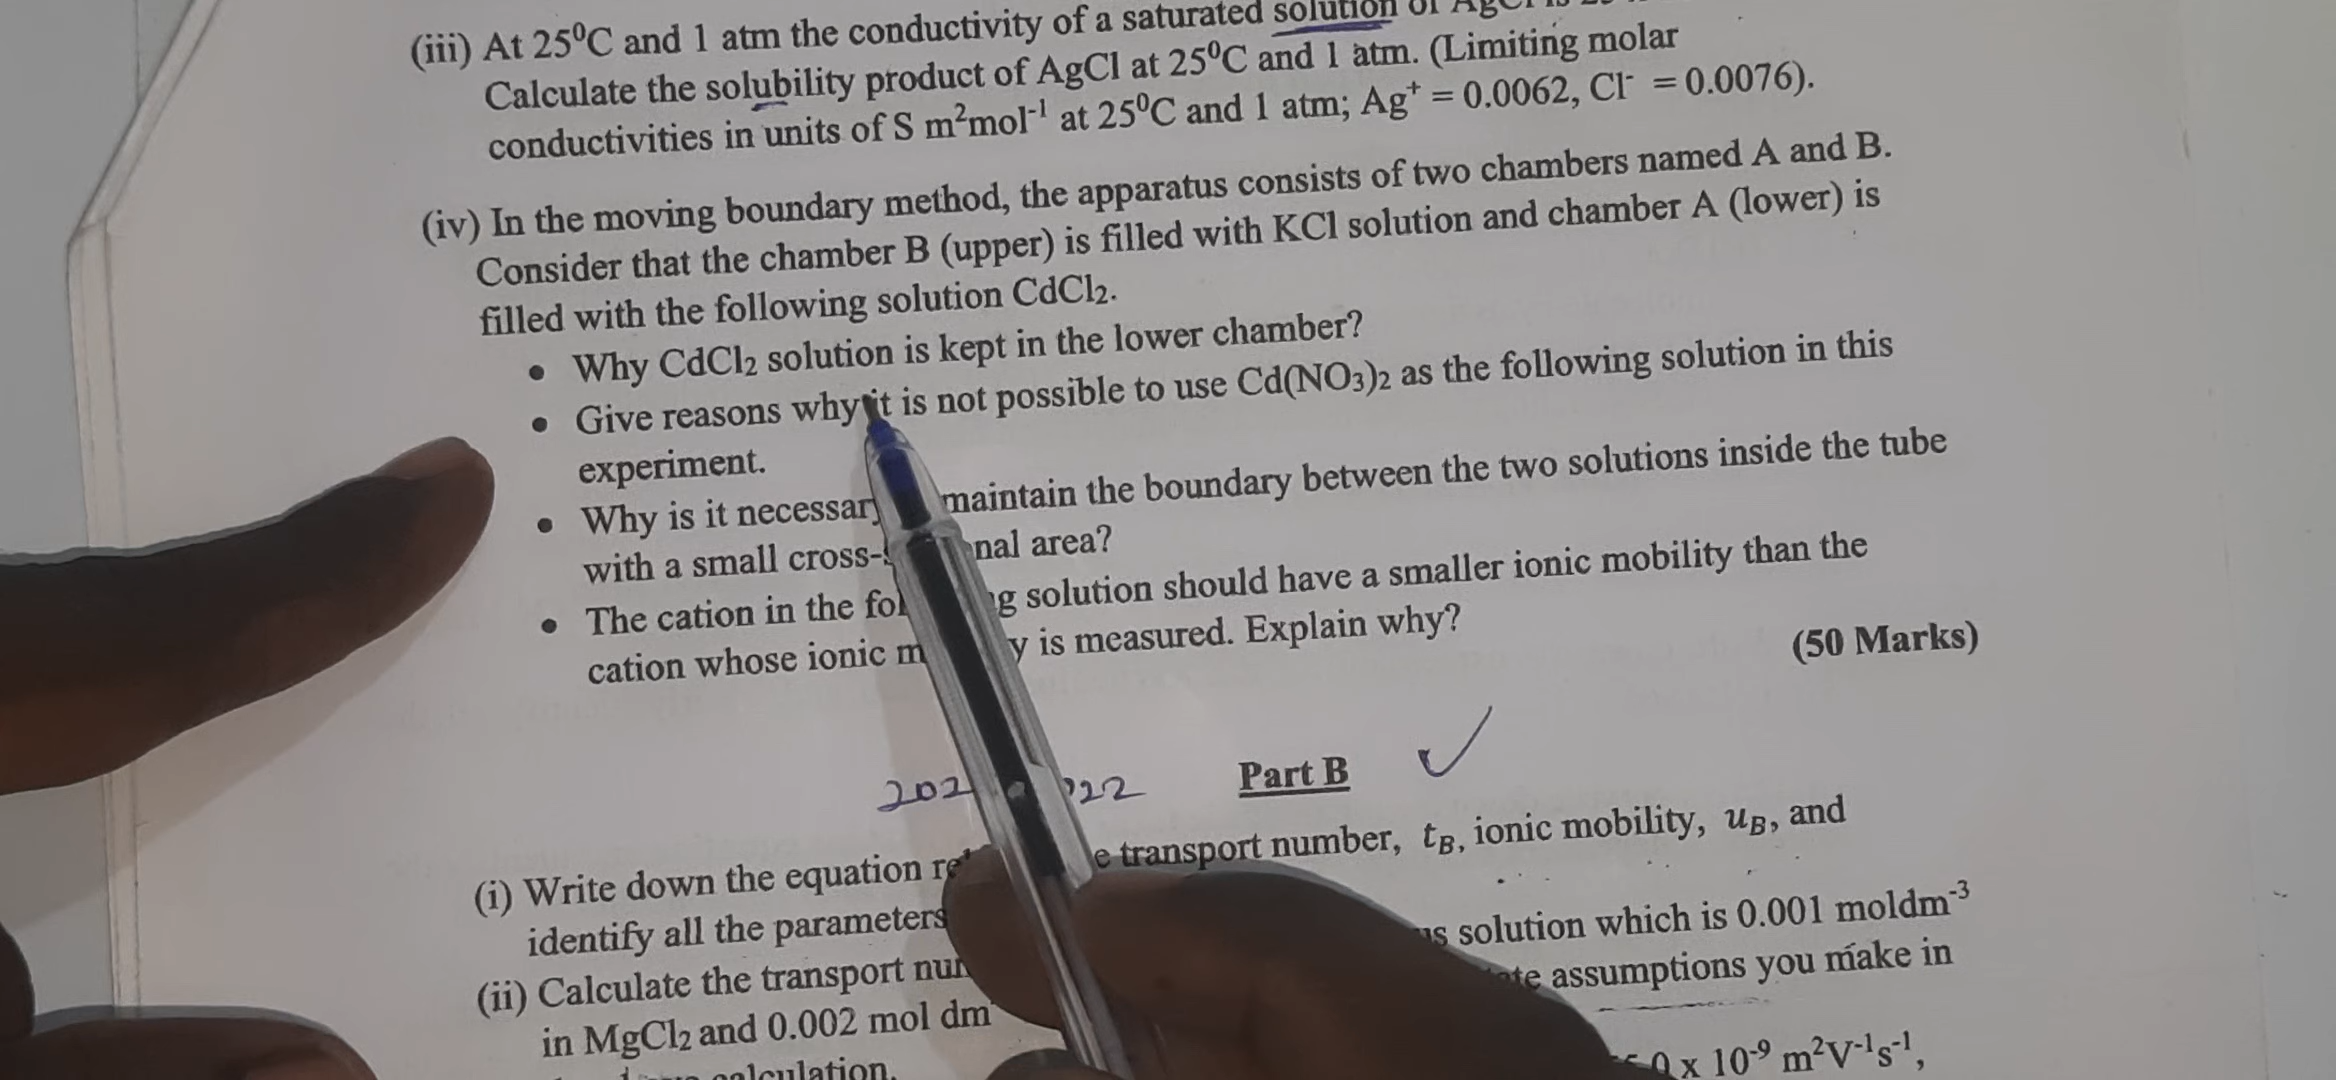 (iii) At 25⁰C and 1 atm the conductivity of a saturated solution of
Calculate the solubility product of AgCl at 25⁰C and 1 atm. (Limiting molar
conductivities in units of S m²mol⁻¹ at 25⁰C and 1 atm; Ag⁺ = 0.0062, Cl⁻ = 0.0076).
(iv) In the moving boundary method, the apparatus consists of two chambers named A and B.
Consider that the chamber B (upper) is filled with KCl solution and chamber A (lower) is
filled with the following solution CdCl₂.
• Why CdCl₂ solution is kept in the lower chamber?
• Give reasons why it is not possible to use Cd(NO₃)₂ as the following solution in this
experiment.
• Why is it necessary maintain the boundary between the two solutions inside the tube
with a small area?
• The cation in the solution should have a smaller ionic mobility than the
cation whose ionic is measured. Explain why?
(50 Marks)
Part B
(i) Write down the equation transport number, t_B, ionic mobility, u_B, and
identify all the parameters
(ii) Calculate the transport solution which is 0.001 moldm⁻³
in MgCl₂ and 0.002 mol dm assumptions you make in
calculation.
x 10⁻⁹ m²V⁻¹s⁻¹,